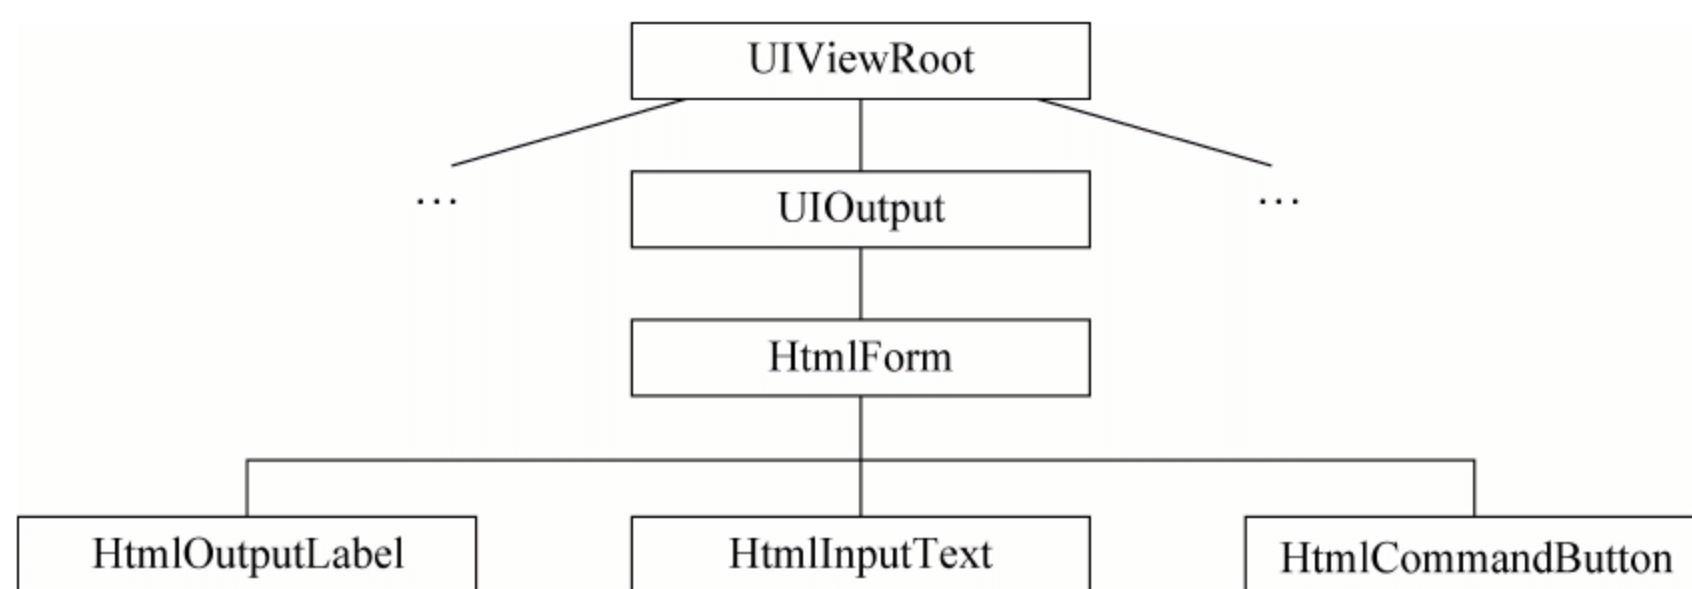 UIViewRoot
... ...
UIOutput
HtmlForm
HtmlOutputLabel
HtmlInputText
HtmlCommandButton